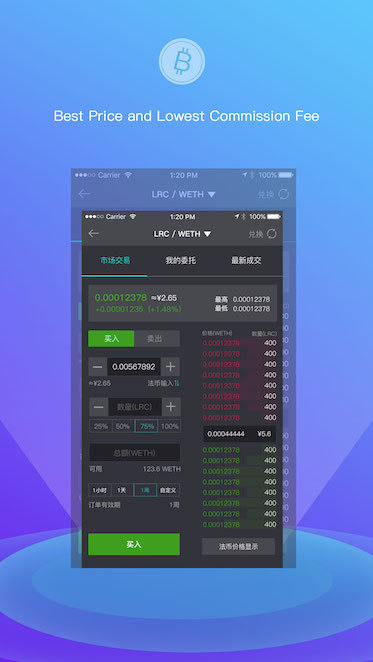 Best Price and Lowest Commission Fee
Carrier 1:20 PM 100%
LRC / WETH ▼ 兑换
Carrier 1:20 PM 100%
LRC / WETH ▼ 兑换
市场交易 我的委托 最新成交
0.00012378 ≈¥2.65 最高 0.00012378
+0.00001235 (+1.48%) 最低 0.00012378
买入 卖出
价格(WETH) 数量(LRC)
0.00012378 400
0.00012378 400
0.00012378 400
0.00012378 400
0.00012378 400
0.00012378 400
0.00012378 400
0.00012378 400
— 0.00567892 +
≈¥2.65 法币输入
— 数量(LRC) +
25% 50% 75% 100%
0.00044444 ¥5.6
总额(WETH)
可用 123.6 WETH
1小时 1天 1周 自定义
订单有效期 1周
0.00012378 400
0.00012378 400
0.00012378 400
0.00012378 400
0.00012378 400
0.00012378 400
0.00012378 400
0.00012378 400
买入
法币价格显示